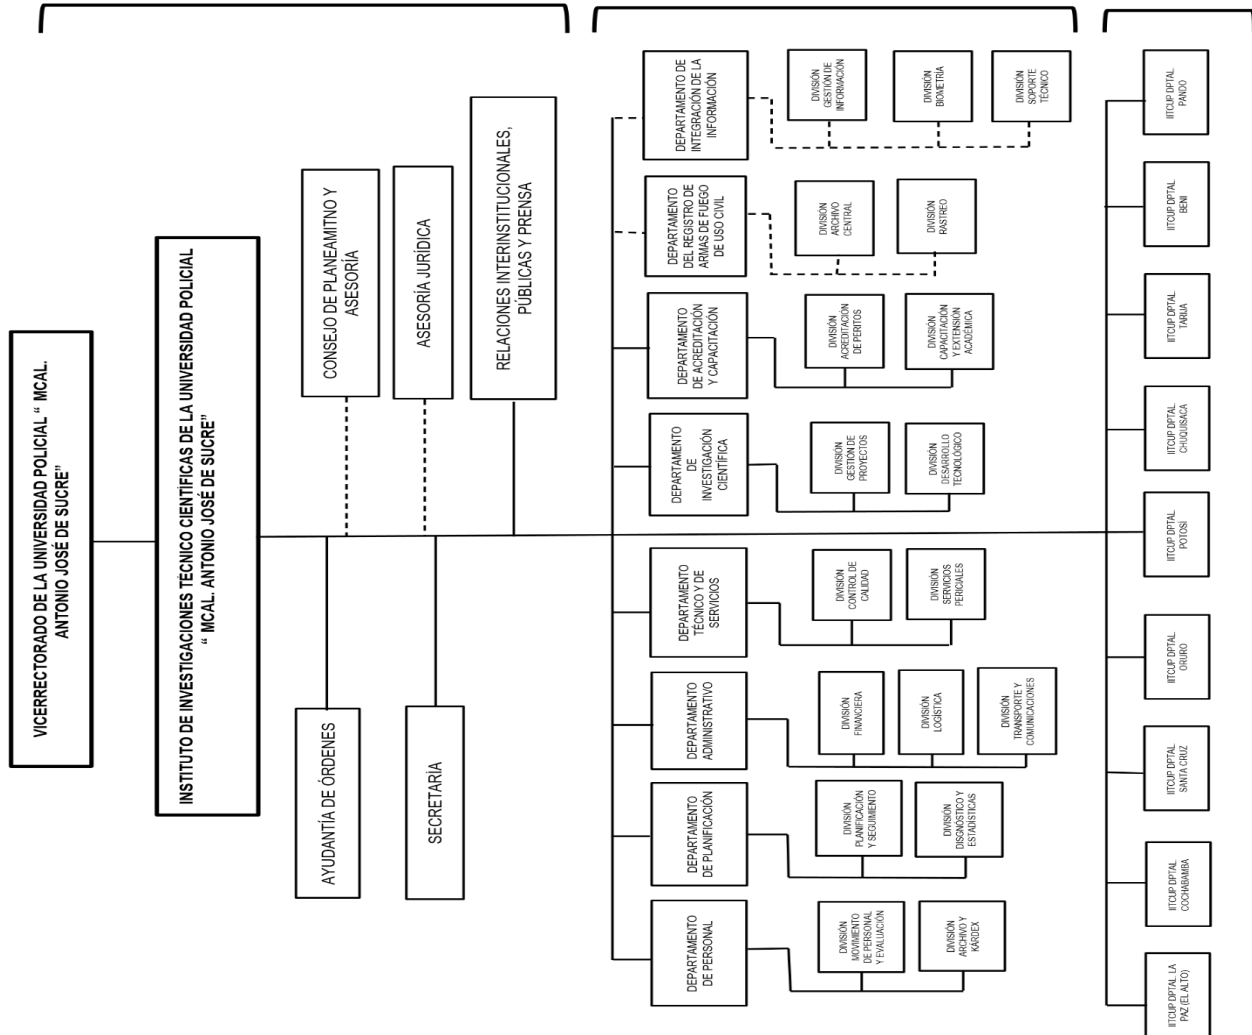 VICERRECTORADO DE LA UNIVERSIDAD POLICIAL “ MCAL.
ANTONIO JOSÉ DE SUCRE”
INSTITUTO DE INVESTIGACIONES TÉCNICO CIENTÍFICAS DE LA UNIVERSIDAD POLICIAL
“ MCAL. ANTONIO JOSÉ DE SUCRE”
AYUDANTÍA DE ÓRDENES
CONSEJO DE PLANEAMITNO Y
ASESORÍA
SECRETARÍA
ASESORÍA JURÍDICA
RELACIONES INTERINSTITUCIONALES,
PÚBLICAS Y PRENSA
DEPARTAMENTO
DE PERSONAL
DIVISIÓN
MOVIMIENTO
DE PERSONAL
Y EVALUACIÓN
DIVISIÓN
ARCHIVO Y
KÁRDEX
DEPARTAMENTO
DE PLANIFICACIÓN
DIVISIÓN
PLANIFICACIÓN
Y SEGUIMIENTO
DIVISIÓN
DISGNÓSTICO Y
ESTADÍSTICAS
DEPARTAMENTO
ADMINISTRATIVO
DIVISIÓN
FINANCIERA
DIVISIÓN
LOGÍSTICA
DIVISIÓN
TRANSPORTE Y
COMUNICACIONES
DEPARTAMENTO
TÉCNICO Y DE
SERVICIOS
DIVISIÓN
CONTROL DE
CALIDAD
DIVISIÓN
SERVICIOS
PERICIALES
DEPARTAMENTO
DE
INVESTIGACIÓN
CIENTÍFICA
DIVISIÓN
GESTION DE
PROYECTOS
DIVISIÓN
DESARROLLO
TECNOLÓGICO
DEPARTAMENTO
DE ACREDITACIÓN
Y CAPACITACIÓN
DIVISIÓN
ACREDITACIÓN
DE PERITOS
DIVISIÓN
CAPACITACIÓN
Y EXTENSIÓN
ACADÉMICA
DEPARTAMENTO
DEL REGISTRO DE
ARMAS DE FUEGO
DE USO CIVIL
DIVISIÓN
ARCHIVO
CENTRAL
DIVISIÓN
RASTREO
DEPARTAMENTO DE
INTEGRACIÓN DE LA
INFORMACIÓN
DIVISIÓN
GESTIÓN DE
INFORMACIÓN
DIVISIÓN
BIOMETRÍA
DIVISIÓN
SOPORTE
TÉCNICO
IITCUP DPTAL. LA
PAZ (EL ALTO)
IITCUP DPTAL
COCHABAMBA
IITCUP DPTAL
SANTA CRUZ
IITCUP DPTAL
ORURO
IITCUP DPTAL
POTOSÍ
IITCUP DPTAL
CHUQUISACA
IITCUP DPTAL
TARIJA
IITCUP DPTAL
BENI
IITCUP DPTAL
PANDO